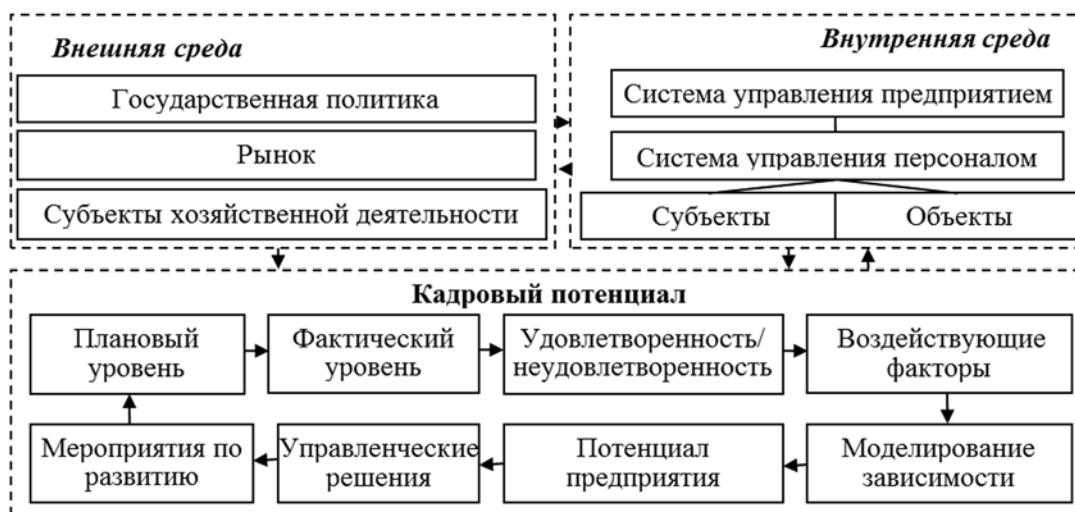 Внешняя среда
Государственная политика
Рынок
Субъекты хозяйственной деятельности
Внутренняя среда
Система управления предприятием
Система управления персоналом
Субъекты
Объекты
Кадровый потенциал
Плановый
уровень
Фактический
уровень
Удовлетворенность/
неудовлетворенность
Воздействующие
факторы
Мероприятия по
развитию
Управленческие
решения
Потенциал
предприятия
Моделирование
зависимости